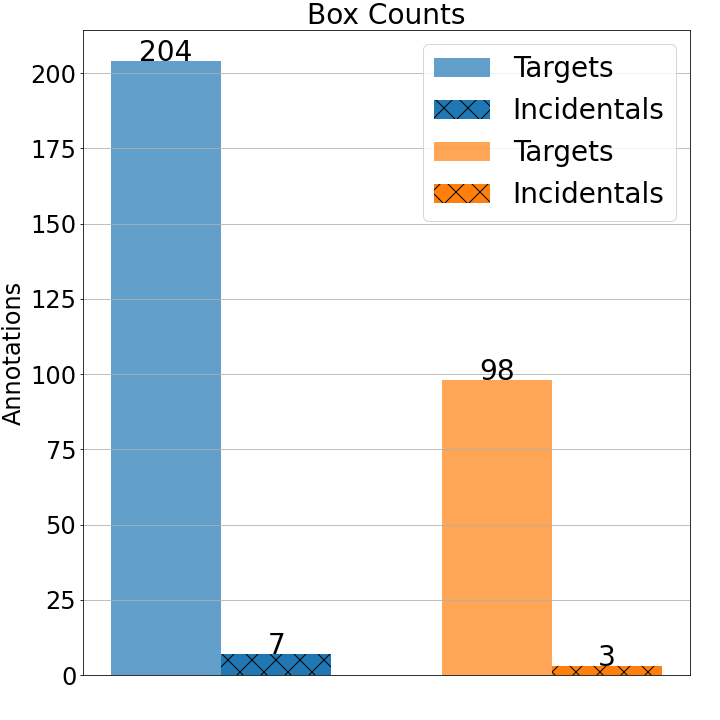 Box Counts
Annotations
200
175
150
125
100
75
50
25
0
204
7
98
3
Targets
Incidentals
Targets
Incidentals